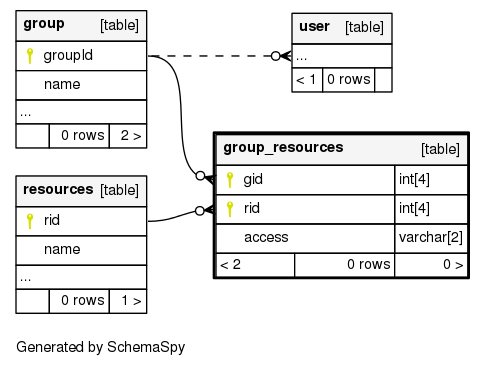 group [table]
groupId
name
...
0 rows 2 >
user [table]
...
< 1 0 rows
group_resources [table]
gid int[4]
rid int[4]
access varchar[2]
< 2 0 rows 0 >
resources [table]
rid
name
...
0 rows 1 >
Generated by SchemaSpy